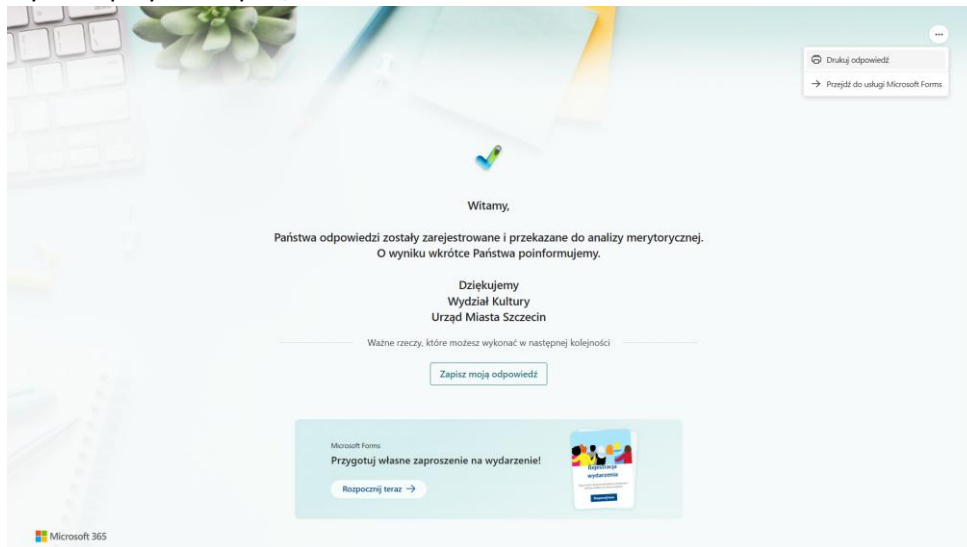 Drukuj odpowiedź
Przejdź do usługi Microsoft Forms
Witamy,
Państwa odpowiedzi zostały zarejestrowane i przekazane do analizy merytorycznej.
O wyniku wkrótce Państwa poinformujemy.
Dziękujemy
Wydział Kultury
Urząd Miasta Szczecin
Ważne rzeczy, które możesz wykonać w następnej kolejności
Zapisz moją odpowiedź
Microsoft Forms
Przygotuj własne zaproszenie na wydarzenie!
Rozpocznij teraz →
Rejestracja
wydarzenia
Microsoft 365